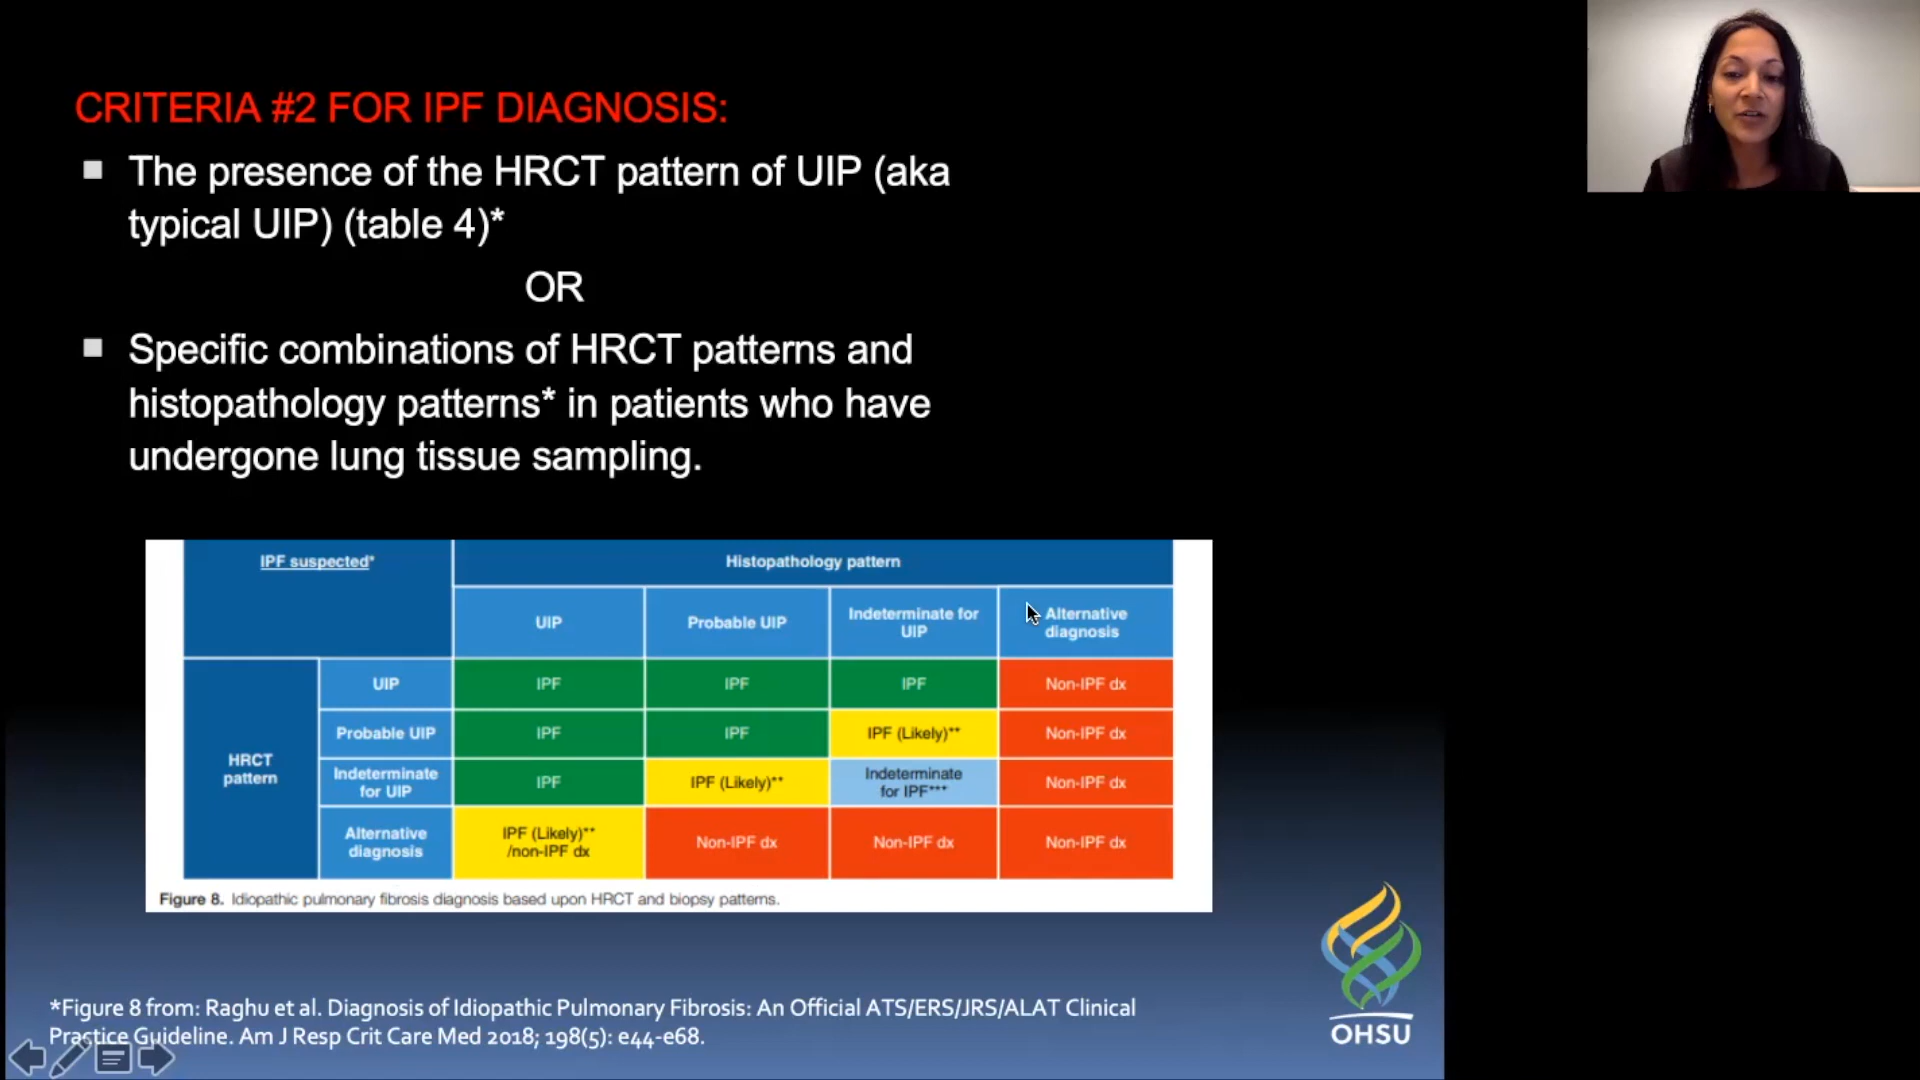 CRITERIA #2 FOR IPF DIAGNOSIS:
The presence of the HRCT pattern of UIP (aka
typical UIP) (table 4)*
OR
Specific combinations of HRCT patterns and
histopathology patterns* in patients who have
undergone lung tissue sampling.
IPF suspected*
Histopathology pattern
UIP
Probable UIP
Indeterminate for
UIP
Alternative
diagnosis
HRCT
pattern
UIP
IPF
IPF
IPF
Non-IPF dx
Probable UIP
IPF
IPF
IPF (Likely)**
Non-IPF dx
Indeterminate
for UIP
IPF
IPF (Likely)**
Indeterminate
for IPF***
Non-IPF dx
Alternative
diagnosis
IPF (Likely)**
/non-IPF dx
Non-IPF dx
Non-IPF dx
Non-IPF dx
Figure 8. Idiopathic pulmonary fibrosis diagnosis based upon HRCT and biopsy patterns.
*Figure 8 from: Raghu et al. Diagnosis of Idiopathic Pulmonary Fibrosis: An Official ATS/ERS/JRS/ALAT Clinical
Practice Guideline. Am J Resp Crit Care Med 2018; 198(5): e44-e68.
OHSU